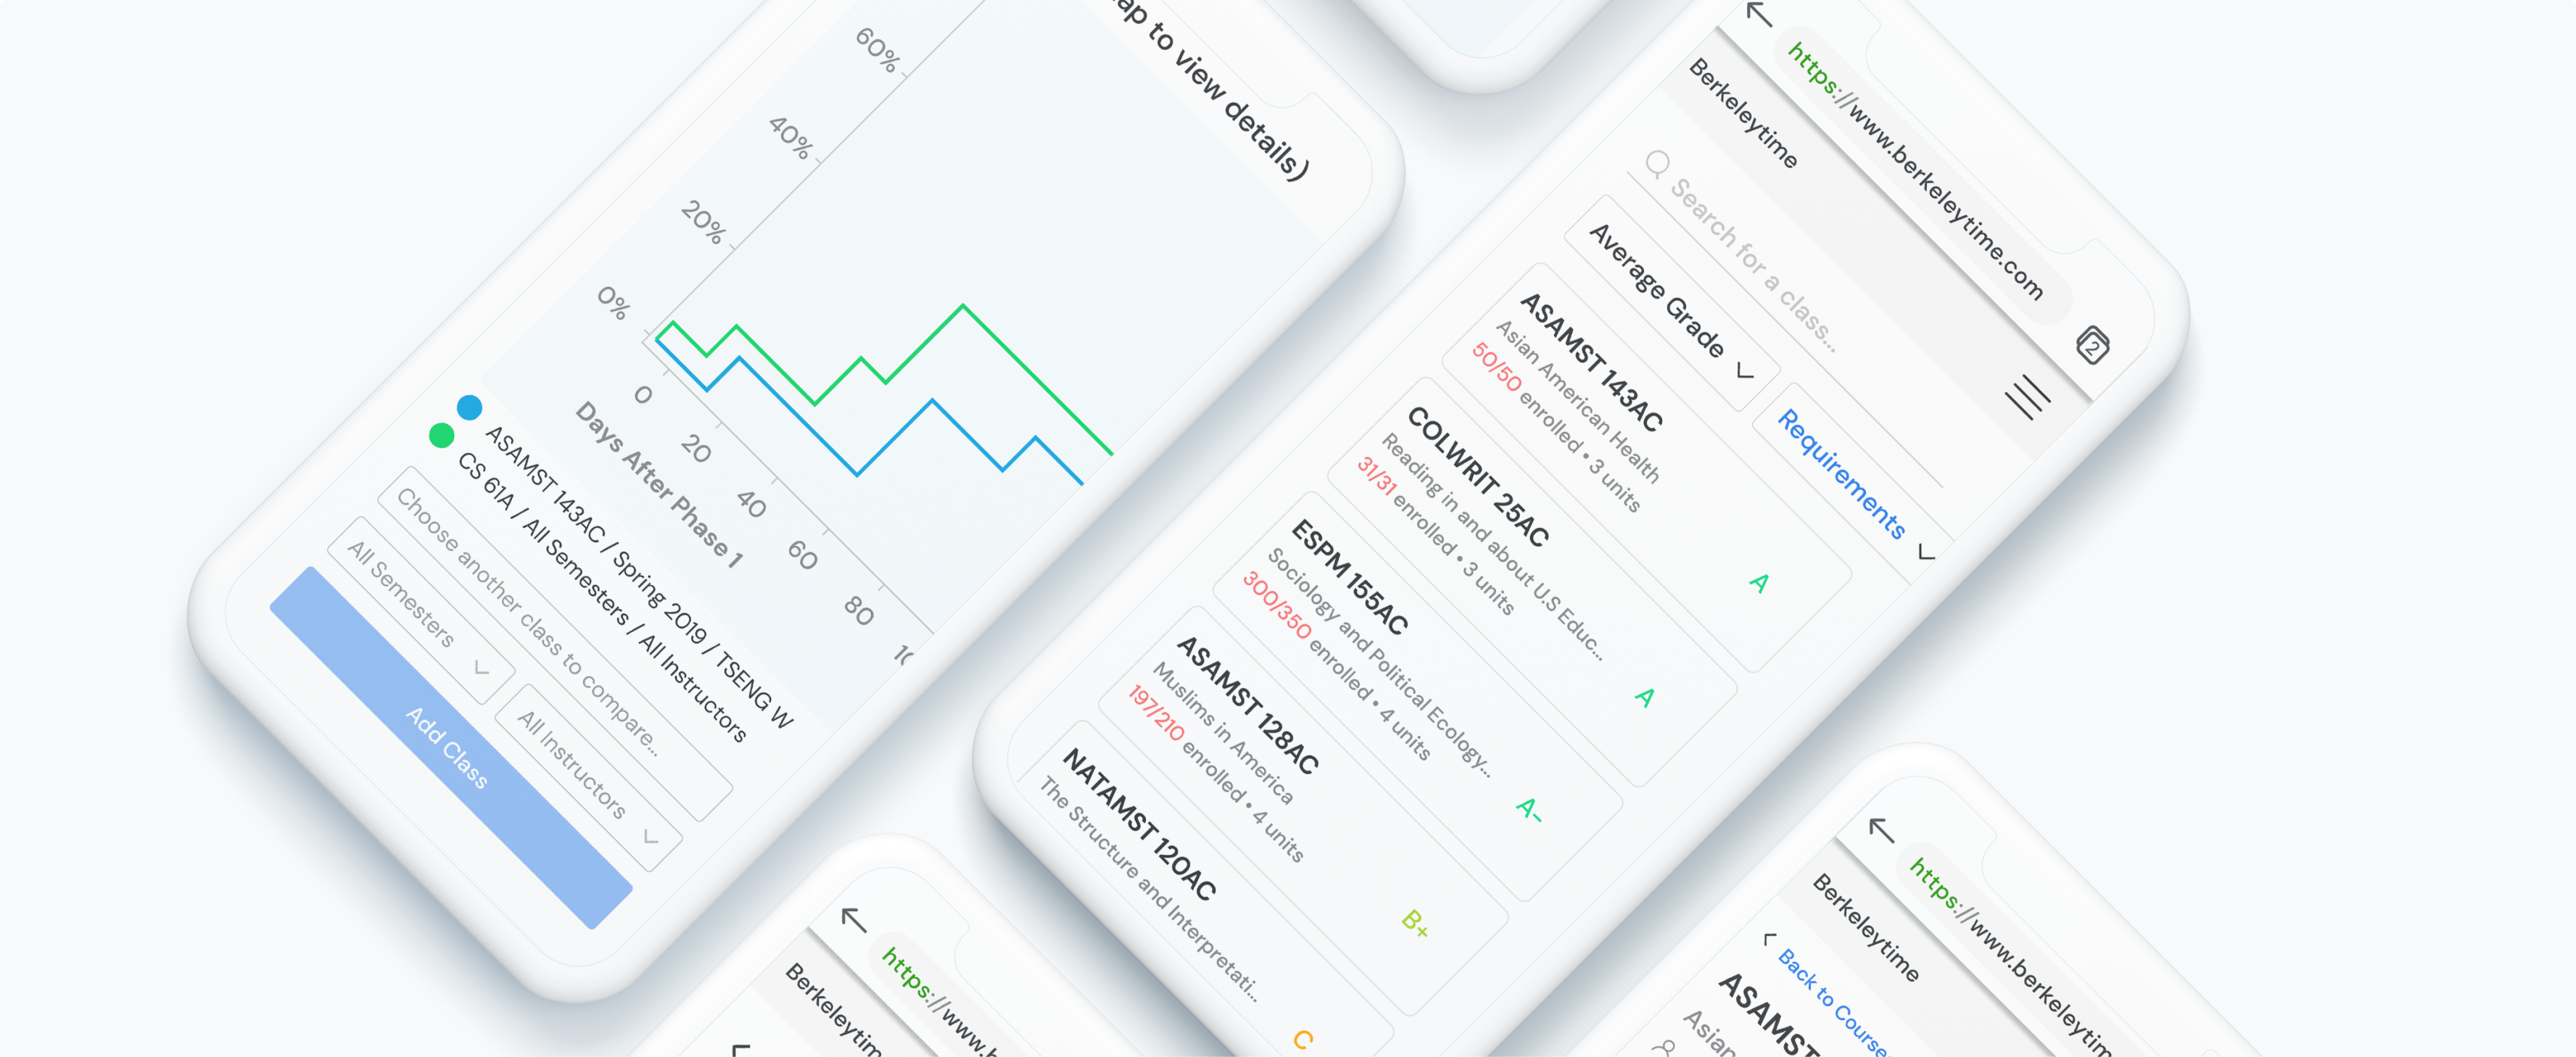 ap to view details)
60%
40%
20%
0%
0
20
40
60
80
Days After Phase 1
ASAMST 143AC / Spring 2019 / TSENG W
CS 61A / All Semesters / All Instructors
Choose another class to compare...
All Semesters
All Instructors
Add Class
https://www.berkeleytime.com
2
Berkeleytime
Search for a class...
Average Grade
Requirements
ASAMST 143AC
Asian American Health
50/50 enrolled • 3 units
A
COLWRIT 25AC
Reading in and about U.S Educ...
31/31 enrolled • 3 units
A
ESPM 155AC
Sociology and Political Ecology...
300/350 enrolled • 4 units
A-
ASAMST 128AC
Muslims in America
197/210 enrolled • 4 units
B+
NATAMST 120AC
The Structure and Interpretati...
C
https://www.b
Berkeleytim
https://www.berkeleytim
Berkeleytime
Back to Course
ASAMST
Asian